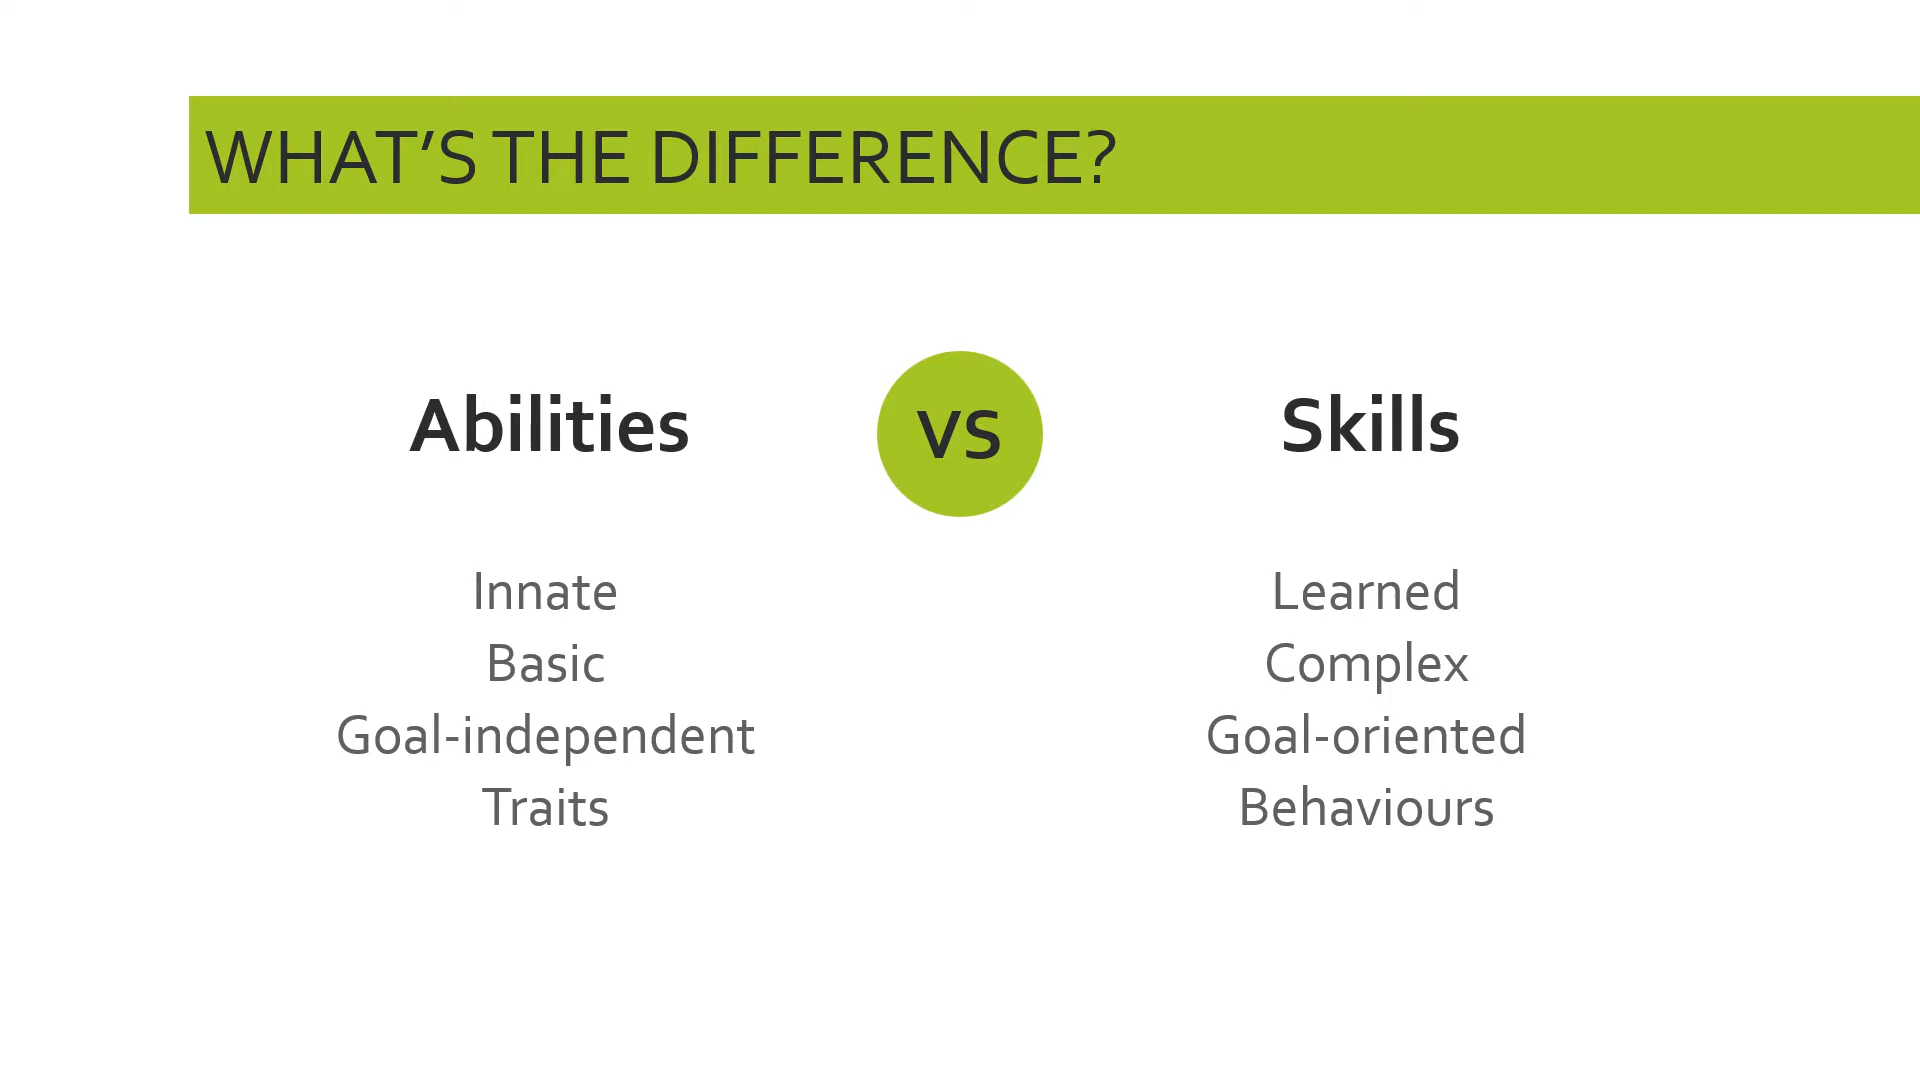 WHAT’S THE DIFFERENCE?
Abilities
VS
Skills
Innate
Basic
Goal-independent
Traits
Learned
Complex
Goal-oriented
Behaviours